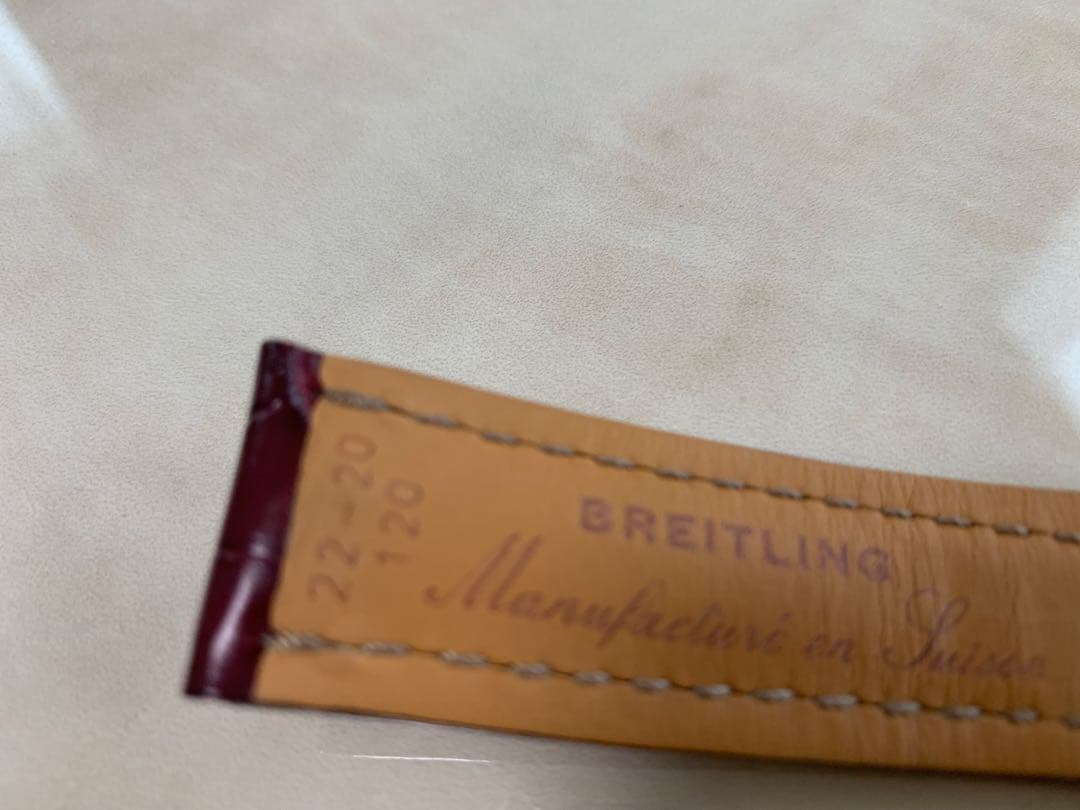 22-20
120
BREITLING
Manufacturé en Suisse